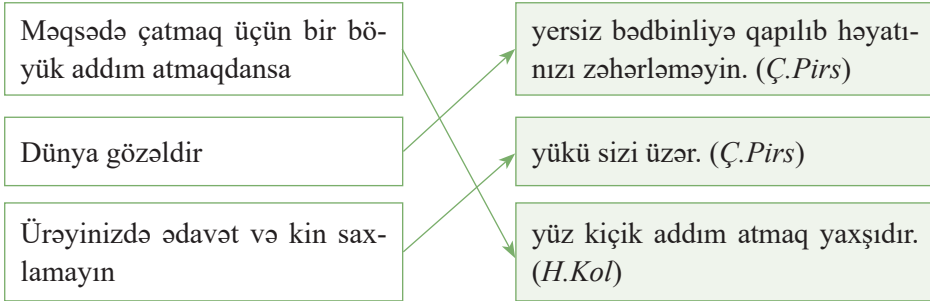 Məqsədə çatmaq üçün bir bö-
yük addım atmaqdansa
yersiz bədbinliyə qapılıb həyatı-
nızı zəhərləməyin. (Ç.Pirs)
Dünya gözəldir
yükü sizi üzər. (Ç.Pirs)
Ürəyinizdə ədavət və kin sax-
lamayın
yüz kiçik addım atmaq yaxşıdır.
(H.Kol)